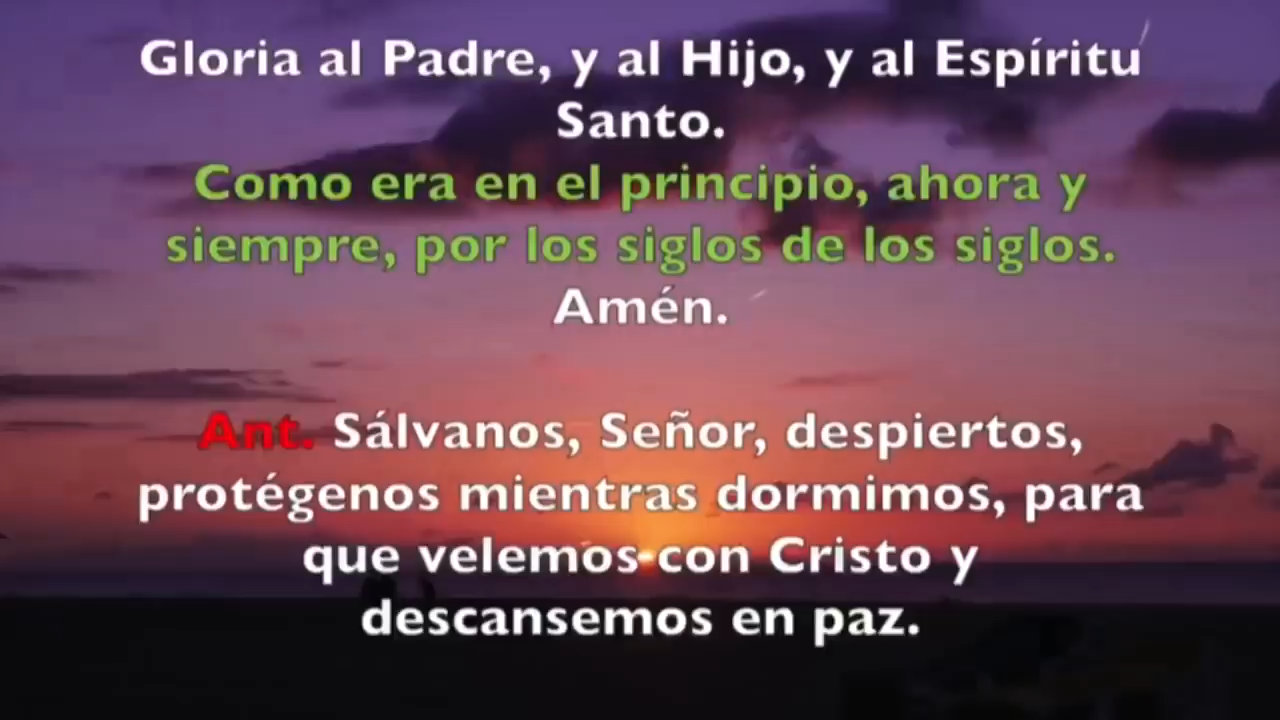 Gloria al Padre, y al Hijo, y al Espíritu
Santo.
Como era en el principio, ahora y
siempre, por los siglos de los siglos.
Amén.
Ant. Sálvanos, Señor, despiertos,
protégenos mientras dormimos, para
que velemos con Cristo y
descansemos en paz.